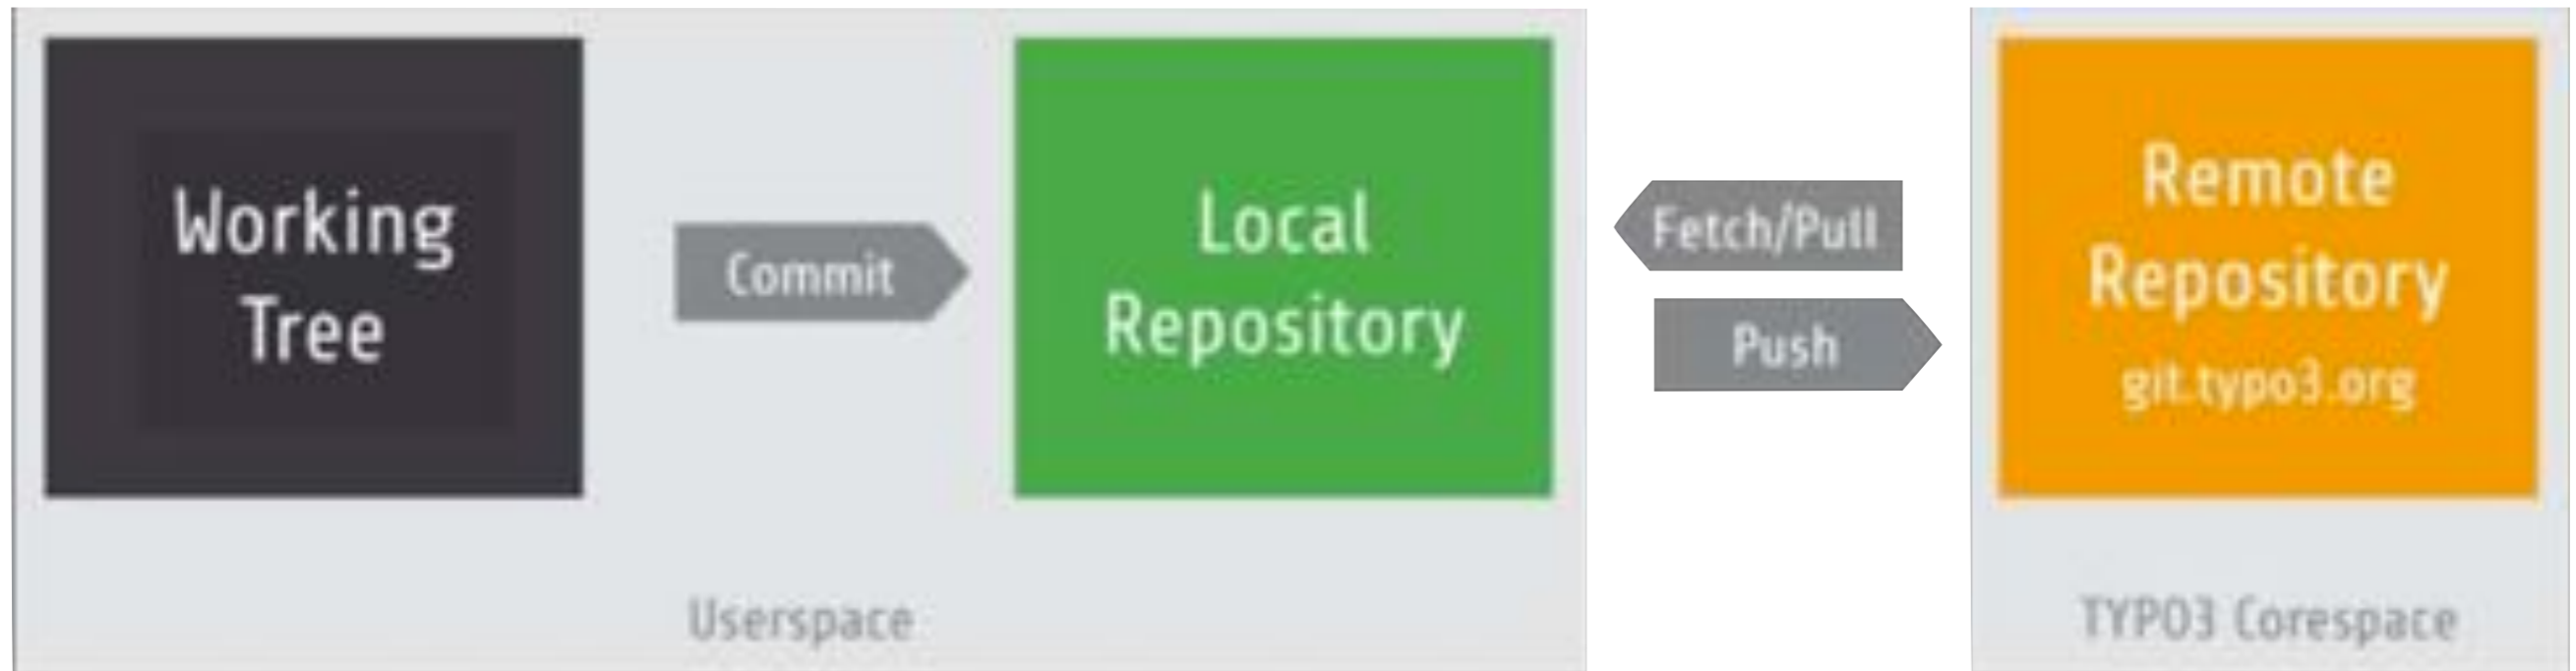 Working
Tree
Commit
Local
Repository
Fetch/Pull
Push
Remote
Repository
git.typo3.org
Userspace
TYPO3 Corespace